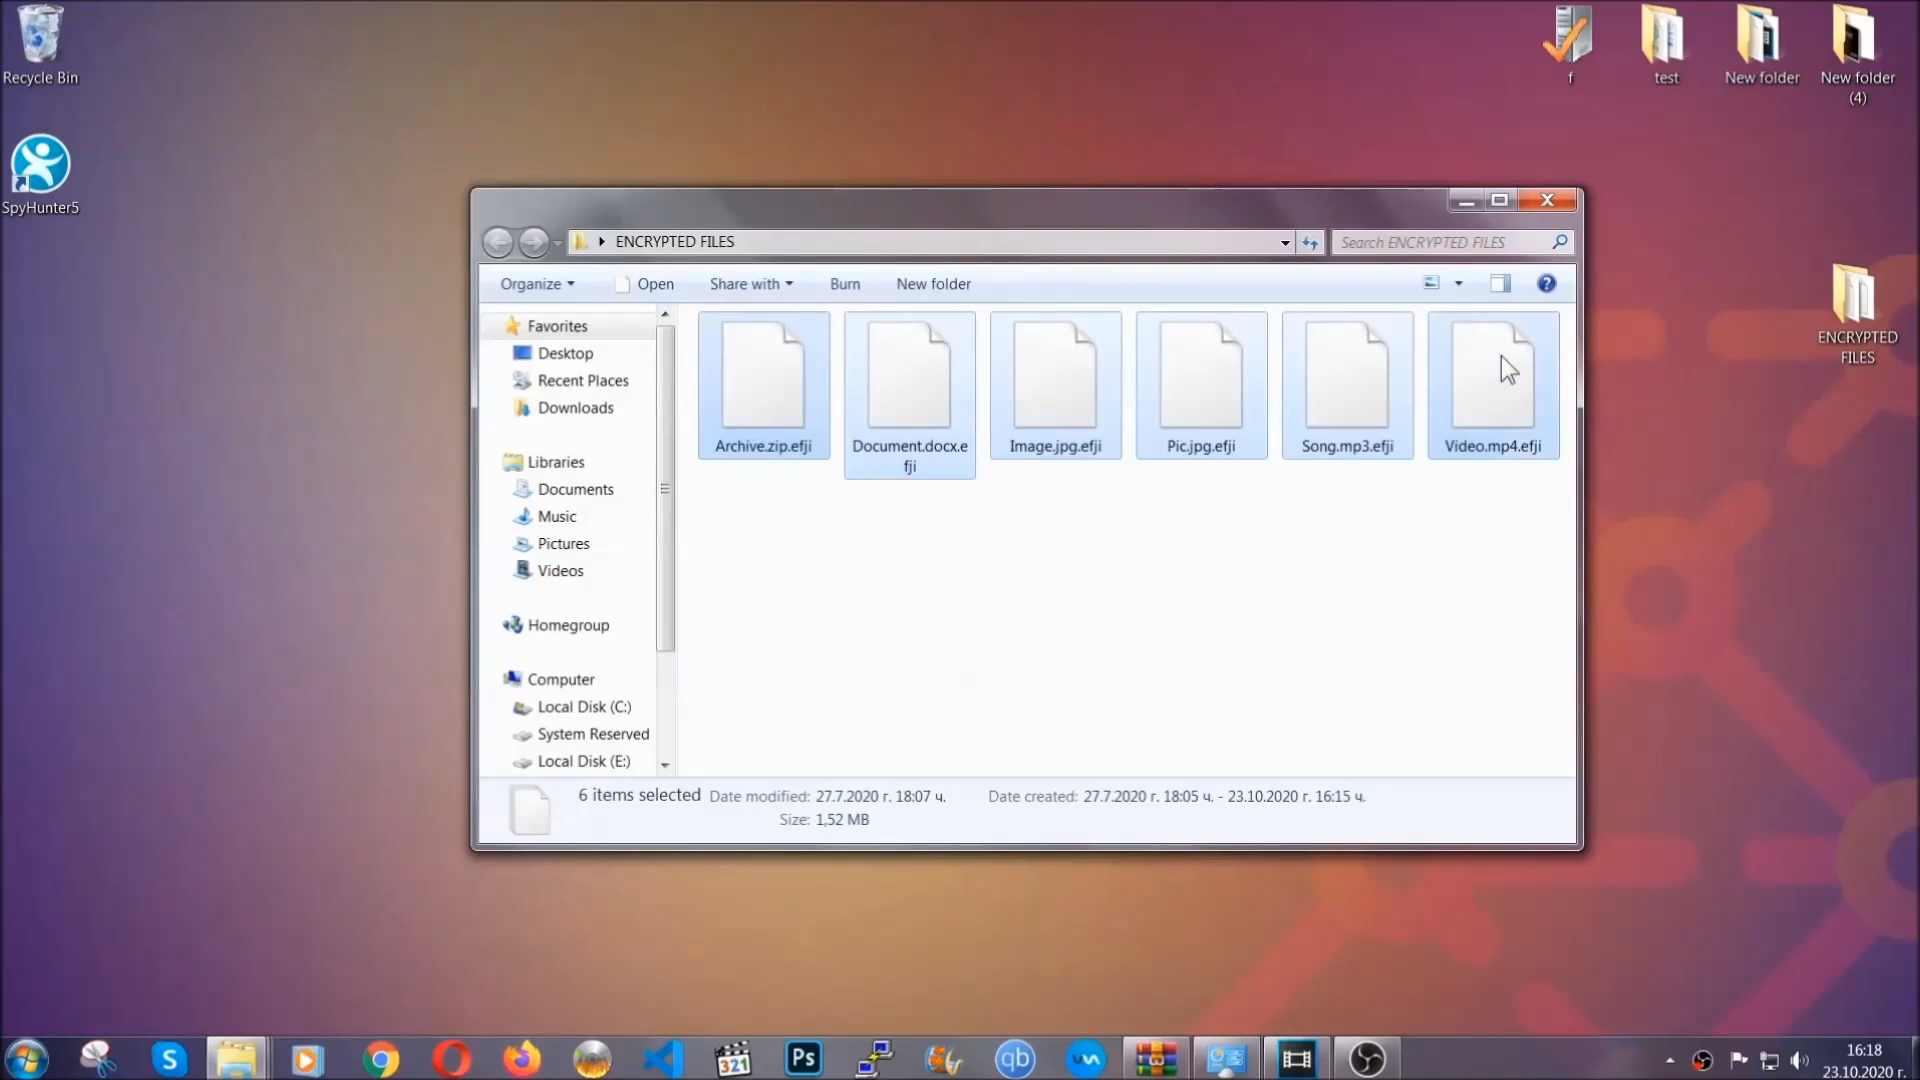 Recycle Bin
SpyHunter5
f
test
New folder
New folder
(4)
ENCRYPTED
FILES
ENCRYPTED FILES
Search ENCRYPTED FILES
Organize
Open
Share with
Burn
New folder
Favorites
Desktop
Recent Places
Downloads
Libraries
Documents
Music
Pictures
Videos
Homegroup
Computer
Local Disk (C:)
System Reserved
Local Disk (E:)
Archive.zip.efji
Document.docx.e
fji
Image.jpg.efji
Pic.jpg.efji
Song.mp3.efji
Video.mp4.efji
6 items selected Date modified: 27.7.2020 г. 18:07 ч. Date created: 27.7.2020 г. 18:05 ч. - 23.10.2020 г. 16:15 ч.
Size: 1,52 MB
S
321
Ps
qb
16:18
23.10.2020 г.